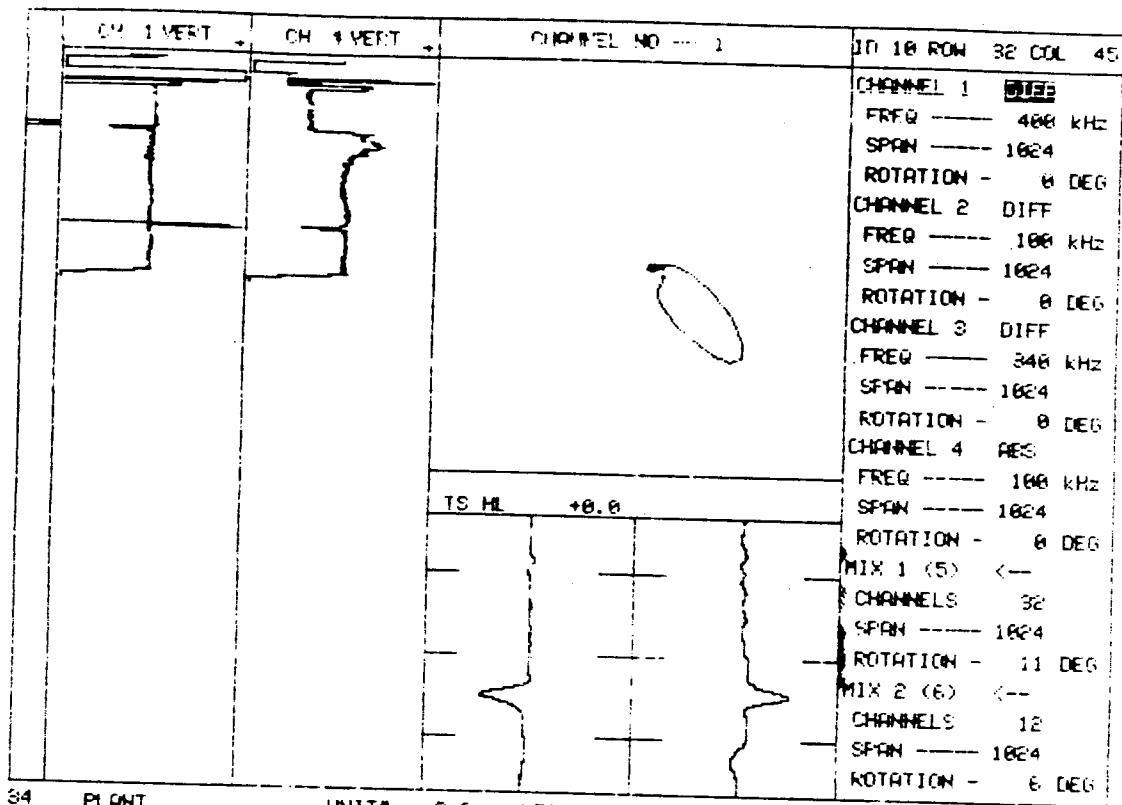 CH 1 VERT
CH 4 VERT
CHANNEL NO --- 1
ID 10 ROW 32 COL 45
CHANNEL 1 DIFF
FREQ ----- 400 kHz
SPAN ----- 1024
ROTATION - 0 DEG
CHANNEL 2 DIFF
FREQ ----- 100 kHz
SPAN ----- 1024
ROTATION - 0 DEG
CHANNEL 3 DIFF
FREQ ----- 340 kHz
SPAN ----- 1024
ROTATION - 0 DEG
CHANNEL 4 ABS
FREQ ----- 100 kHz
SPAN ----- 1024
ROTATION - 0 DEG
MIX 1 (5) <--
CHANNELS 32
SPAN ----- 1024
ROTATION - 11 DEG
MIX 2 (6) <--
CHANNELS 12
SPAN ----- 1024
ROTATION - 6 DEG
TS HL +0.0
84 PLANT UNIT#